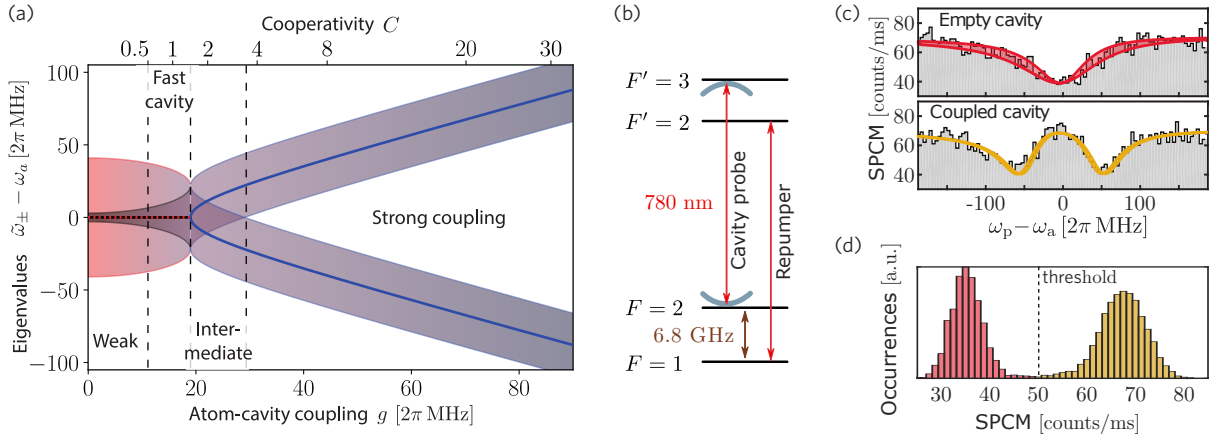 (a)
Cooperativity C
0.5 1 2 4 8 20 30
Eigenvalues ω̃± − ωa [2π MHz]
100
50
0
−50
−100
Fast
cavity
Strong coupling
Weak
Inter-
mediate
0 20 40 60 80
Atom-cavity coupling g [2π MHz]
(b)
F′ = 3
F′ = 2
780 nm
Cavity probe
Repumper
F = 2
6.8 GHz
F = 1
(c)
Empty cavity
80
60
40
Coupled cavity
80
60
40
SPCM [counts/ms]
-100 0 100
ωp − ωa [2π MHz]
(d)
Occurrences [a.u.]
threshold
30 40 50 60 70 80
SPCM [counts/ms]